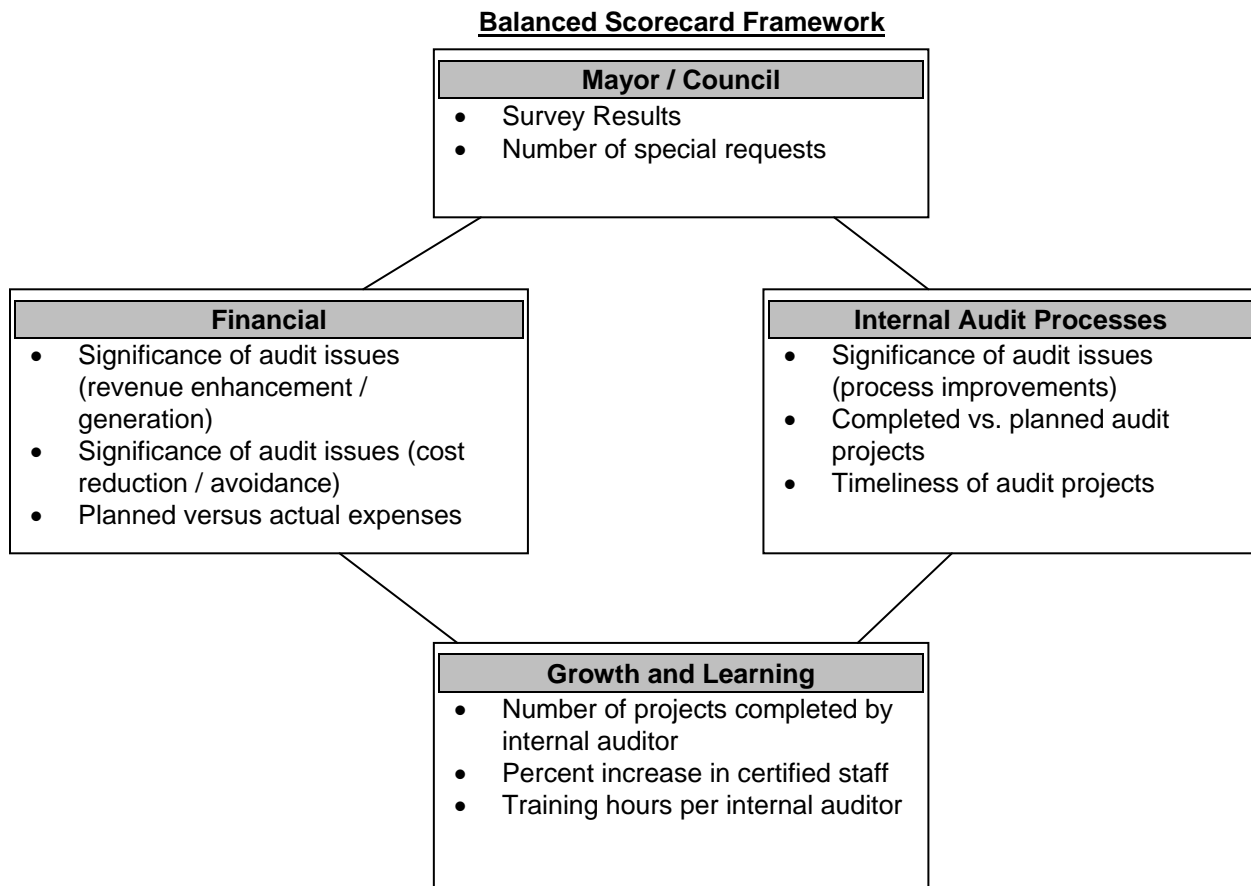 Balanced Scorecard Framework
Mayor / Council
• Survey Results
• Number of special requests
Financial
• Significance of audit issues
(revenue enhancement /
generation)
• Significance of audit issues (cost
reduction / avoidance)
• Planned versus actual expenses
Internal Audit Processes
• Significance of audit issues
(process improvements)
• Completed vs. planned audit
projects
• Timeliness of audit projects
Growth and Learning
• Number of projects completed by
internal auditor
• Percent increase in certified staff
• Training hours per internal auditor